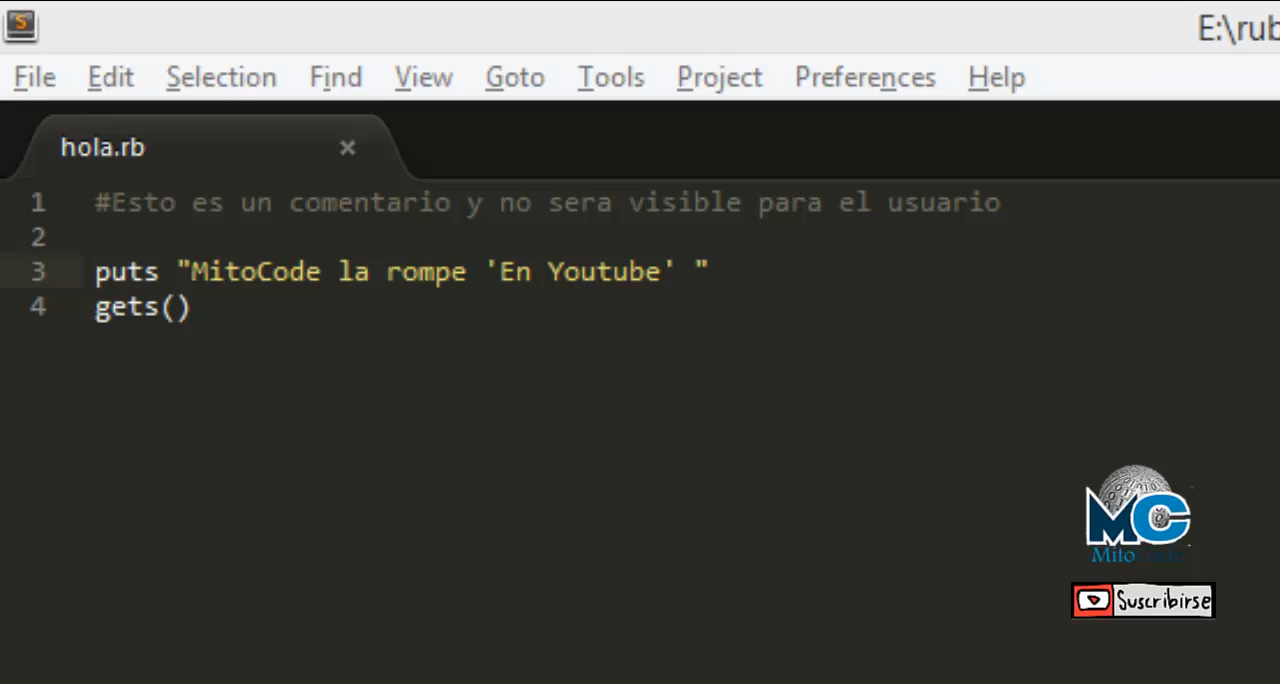 E:\rub
File Edit Selection Find View Goto Tools Project Preferences Help
hola.rb ×
1 #Esto es un comentario y no sera visible para el usuario
2
3 puts "MitoCode la rompe 'En Youtube' "
4 gets()
MC
Mito
Suscribirse